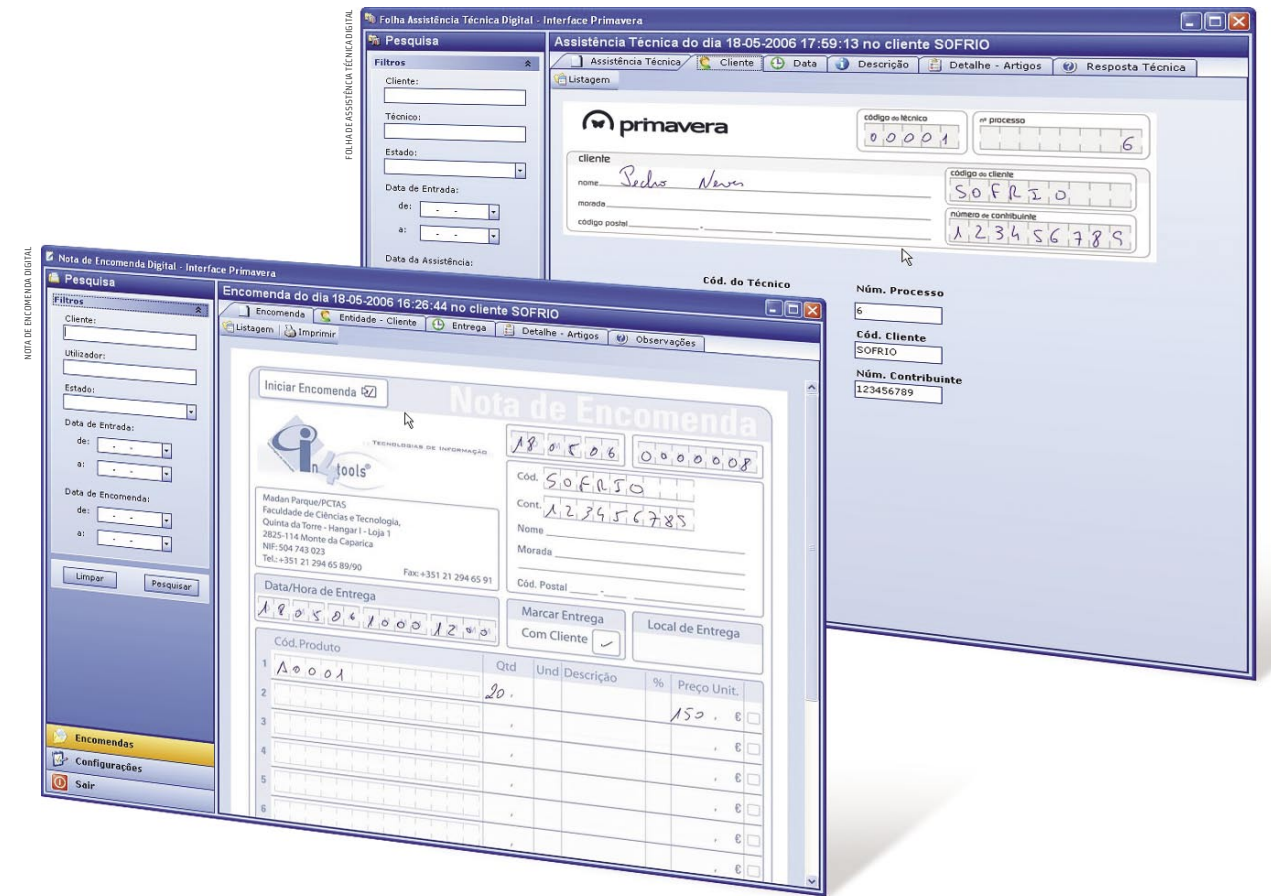 FOLHA DE ASSISTÊNCIA TÉCNICA DIGITAL
Folha Assistência Técnica Digital - Interface Primavera
Pesquisa
Assistência Técnica do dia 18-05-2006 17:59:13 no cliente SOFRIO
Filtros
Assistência Técnica Cliente Data Descrição Detalhe - Artigos Resposta Técnica
Listagem
Cliente:
Técnico:
Estado:
Data de Entrada:
de: - -
a: - -
Data da Assistência:
primavera
código do técnico
00001
nº processo
6
cliente
nome Pedro Neves
morada
código postal -
código do cliente
SOFRIO
número de contribuinte
123456789
Cód. do Técnico
Núm. Processo
6
Cód. Cliente
SOFRIO
Núm. Contribuinte
123456789
NOTA DE ENCOMENDA DIGITAL
Nota de Encomenda Digital - Interface Primavera
Pesquisa
Encomenda do dia 18-05-2006 16:26:44 no cliente SOFRIO
Filtros
Encomenda Entidade - Cliente Entrega Detalhe - Artigos Observações
Listagem Imprimir
Cliente:
Utilizador:
Estado:
Data de Entrada:
de: - -
a: - -
Data de Encomenda:
de: - -
a: - -
Limpar Pesquisar
Encomendas
Configurações
Sair
Iniciar Encomenda
Nota de Encomenda
In4tools®
TECNOLOGIAS DE INFORMAÇÃO
180506 0000008
Cód. SOFRIO
Cont. 123456789
Nome
Morada
Cód. Postal -
Madan Parque/PCTAS
Faculdade de Ciências e Tecnologia,
Quinta da Torre - Hangar I - Loja 1
2825-114 Monte da Caparica
NIF: 504 743 023
Tel.: +351 21 294 65 89/90 Fax: +351 21 294 65 91
Data/Hora de Entrega
180506 1000 1200
Marcar Entrega
Com Cliente
Local de Entrega
Cód. Produto Qtd Und Descrição % Preço Unit.
1 A0001 20, 150, €
2 , , €
3 , , €
4 , , €
5 , , €
6 , , €